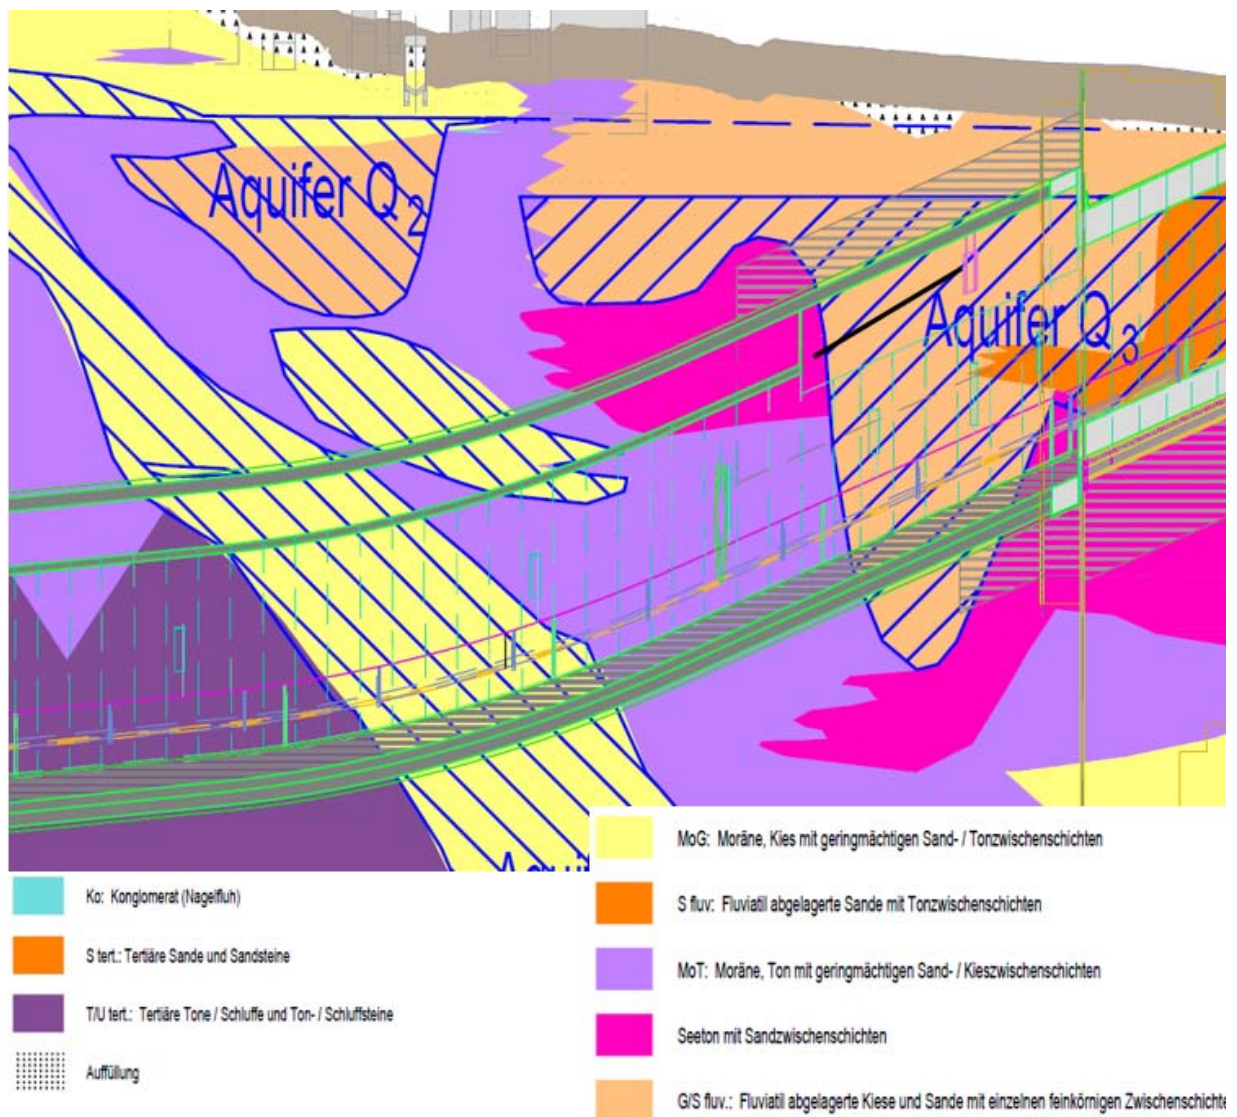 Aquifer Q 2
Aquifer Q 3
Ko: Konglomerat (Nagelfluh)
S tert.: Tertiäre Sande und Sandsteine
T/U tert.: Tertiäre Tone / Schluffe und Ton- / Schluffsteine
Auffüllung
MoG: Moräne, Kies mit geringmächtigen Sand- / Tonzwischenschichten
S fluv: Fluviatil abgelagerte Sande mit Tonzwischenschichten
MoT: Moräne, Ton mit geringmächtigen Sand- / Kieszwischenschichten
Seeton mit Sandzwischenschichten
G/S fluv.: Fluviatil abgelagerte Kiese und Sande mit einzelnen feinkörnigen Zwischenschichte